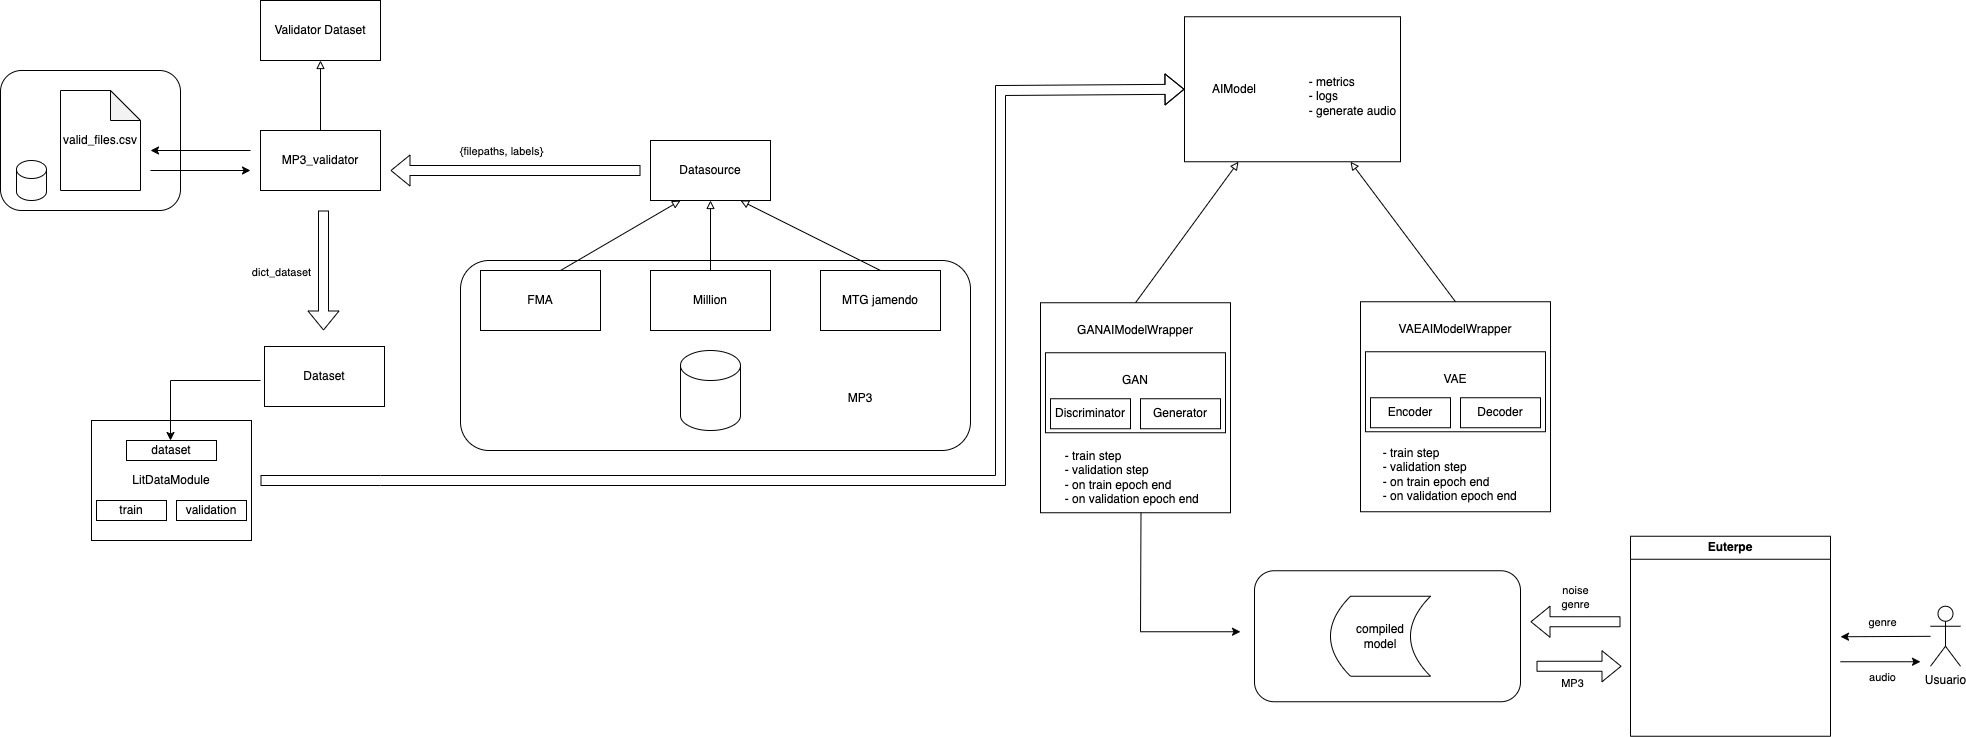 Validator Dataset
valid_files.csv
MP3_validator
{filepaths, labels}
Datasource
dict_dataset
FMA
Million
MTG jamendo
MP3
Dataset
dataset
LitDataModule
train
validation
AIModel
- metrics
- logs
- generate audio
GANAIModelWrapper
GAN
Discriminator
Generator
- train step
- validation step
- on train epoch end
- on validation epoch end
VAEAIModelWrapper
VAE
Encoder
Decoder
- train step
- validation step
- on train epoch end
- on validation epoch end
compiled
model
noise
genre
MP3
Euterpe
genre
audio
Usuario